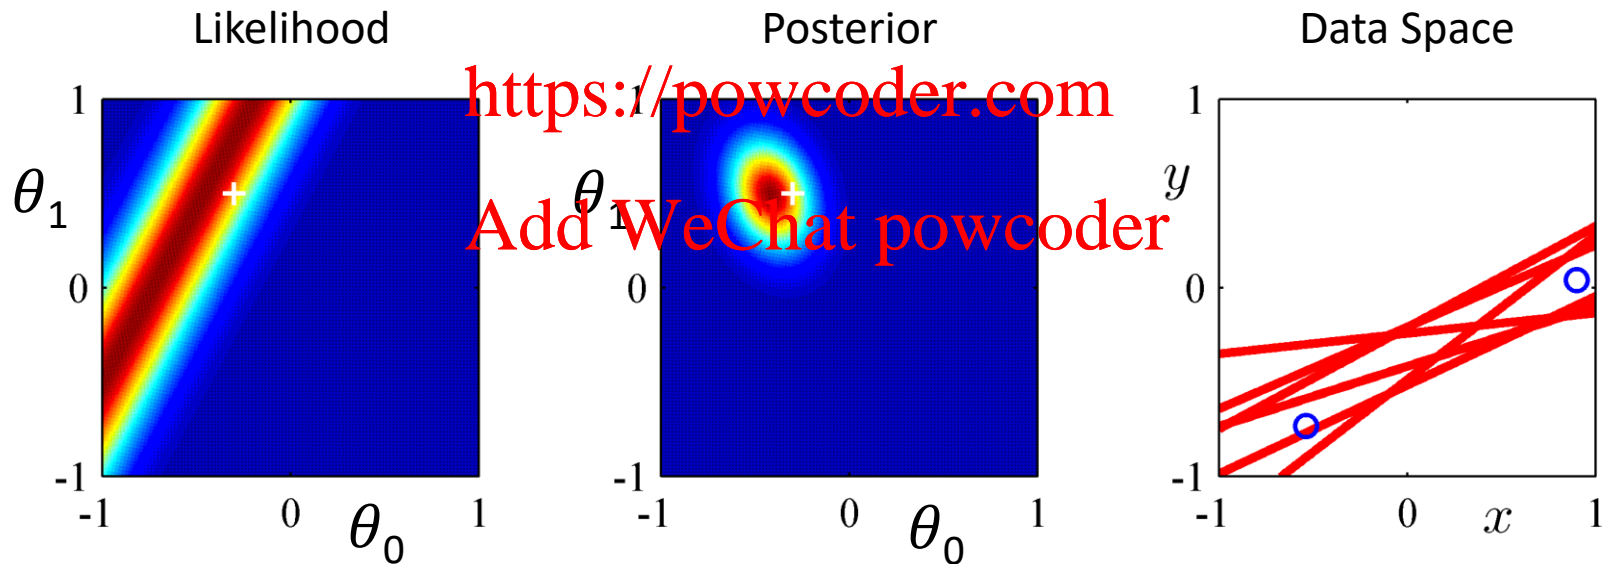 Likelihood
Posterior
Data Space
https://powcoder.com
Add WeChat powcoder
1
θ1
0
-1
-1
0
1
θ0
1
θ1
0
-1
-1
0
1
θ0
1
y
0
-1
-1
0
x
1